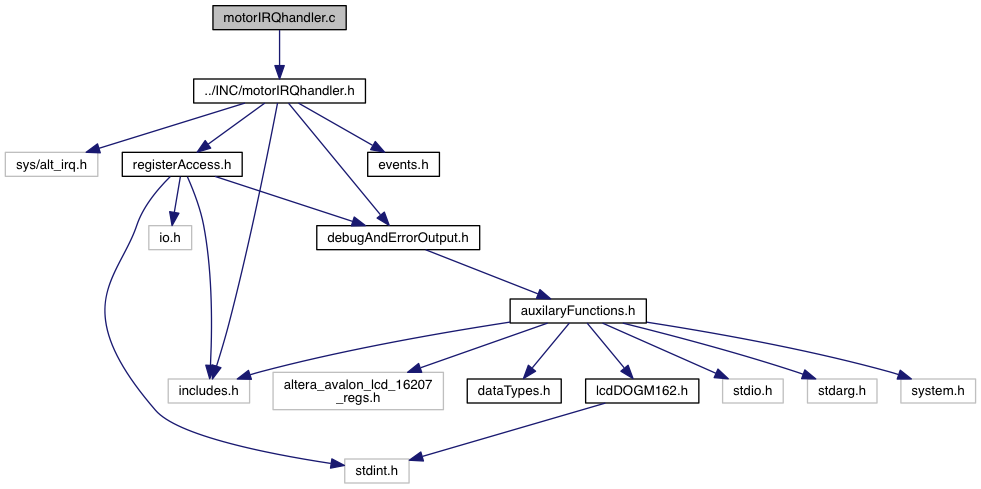 motorIRQhandler.c
../INC/motorIRQhandler.h
sys/alt_irq.h
registerAccess.h
events.h
io.h
debugAndErrorOutput.h
auxilaryFunctions.h
includes.h
altera_avalon_lcd_16207
_regs.h
dataTypes.h
lcdDOGM162.h
stdio.h
stdarg.h
system.h
stdint.h